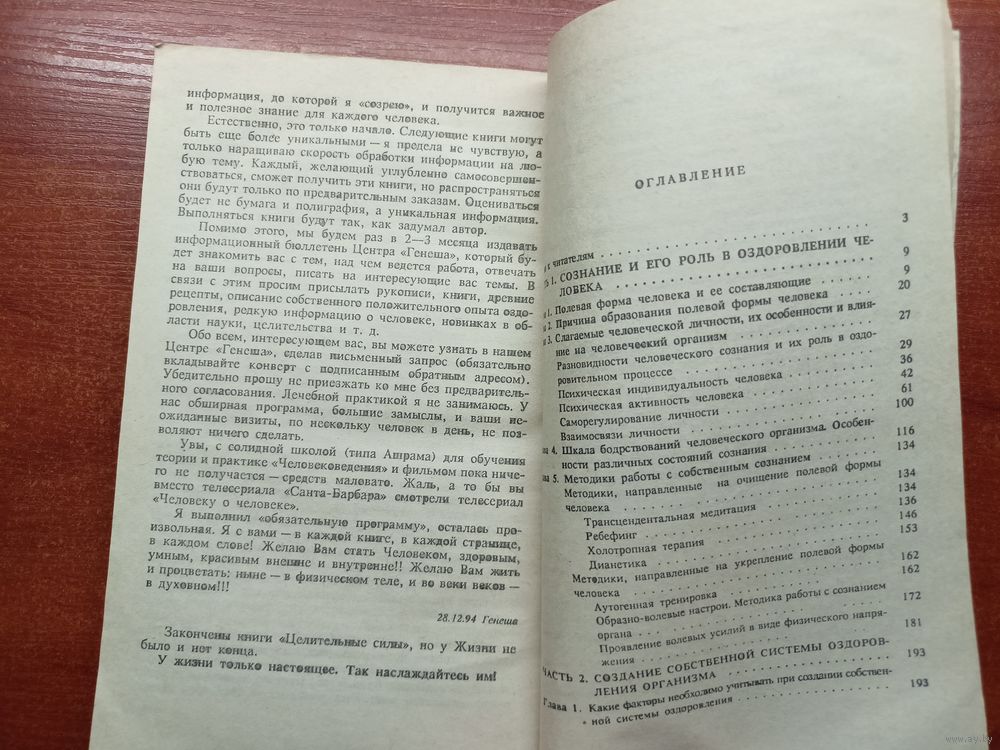 информация, до которой я «созрею», и получится важное
и полезное знание для каждого человека.
Естественно, это только начало. Следующие книги могут
быть еще более уникальными — я предела не чувствую, а
только наращиваю скорость обработки информации на лю-
бую тему. Каждый, желающий углубленно самосовершен-
ствоваться, сможет получить эти книги, но распространяться
они будут только по предварительным заказам. Оцениваться
будет не бумага и полиграфия, а уникальная информация.
Выполняться книги будут так, как задумал автор.
Помимо этого, мы будем раз в 2—3 месяца издавать
информационный бюллетень Центра «Генеша», который бу-
дет знакомить вас с тем, над чем ведется работа, отвечать
на ваши вопросы, писать на интересующие вас темы. В
связи с этим просим присылать рукописи, книги, древние
рецепты, описание собственного положительного опыта оздо-
ровления, редкую информацию о человеке, новинках в об-
ласти науки, целительства и т. д.
Обо всем, интересующем вас, вы можете узнать в нашем
Центре «Генеша», сделав письменный запрос (обязательно
вкладывайте конверт с подписанным обратным адресом).
Убедительно прошу не приезжать ко мне без предваритель-
ного согласования. Лечебной практикой я не занимаюсь. У
нас обширная программа, большие замыслы, и ваши не-
ожиданные визиты, по нескольку человек в день, не поз-
воляют ничего сделать.
Увы, с солидной школой (типа Ашрама) для обучения
теории и практике «Человековедения» и фильмом пока ниче-
го не получается — средств маловато. Жаль, а то бы вы
вместо телесериала «Санта-Барбара» смотрели телесериал
«Человеку о человеке».
Я выполнил «обязательную программу», осталась про-
извольная. Я с вами — в каждой книге, в каждой странице,
в каждом слове! Желаю Вам стать Человеком, здоровым,
умным, красивым внешне и внутренне!! Желаю Вам жить
и процветать: ныне — в физическом теле, и во веки веков —
в духовном!!!
28.12.94 Генеша
Закончены книги «Целительные силы», но у Жизни не
было и нет конца.
У жизни только настоящее. Так наслаждайтесь им!
ОГЛАВЛЕНИЕ
к читателям . . . 3
1. СОЗНАНИЕ И ЕГО РОЛЬ В ОЗДОРОВЛЕНИИ ЧЕ-
ЛОВЕКА . . . 9
1. Полевая форма человека и ее составляющие . . . 9
2. Причина образования полевой формы человека . . . 20
3. Слагаемые человеческой личности, их особенности и влия-
ние на человеческий организм . . . 27
Разновидности человеческого сознания и их роль в оздо-
ровительном процессе . . . 29
Психическая индивидуальность человека . . . 36
Психическая активность человека . . . 42
Саморегулирование личности . . . 61
Взаимосвязи личности . . . 100
4. Шкала бодрствований человеческого организма. Особен-
ности различных состояний сознания . . . 116
5. Методики работы с собственным сознанием . . . 134
Методики, направленные на очищение полевой формы
человека . . . 134
Трансцендентальная медитация . . . 134
Ребефинг . . . 136
Холотропная терапия . . . 146
Дианетика . . . 153
Методики, направленные на укрепление полевой формы
человека . . . 162
Аутогенная тренировка . . . 162
Образно-волевые настрои. Методика работы с сознанием
органа . . . 172
Проявление волевых усилий в виде физического напря-
жения . . . 181
ЧАСТЬ 2. СОЗДАНИЕ СОБСТВЕННОЙ СИСТЕМЫ ОЗДОРОВ-
ЛЕНИЯ ОРГАНИЗМА . . . 193
Глава 1. Какие факторы необходимо учитывать при создании собствен-
ной системы оздоровления . . . 193
www.ay.by